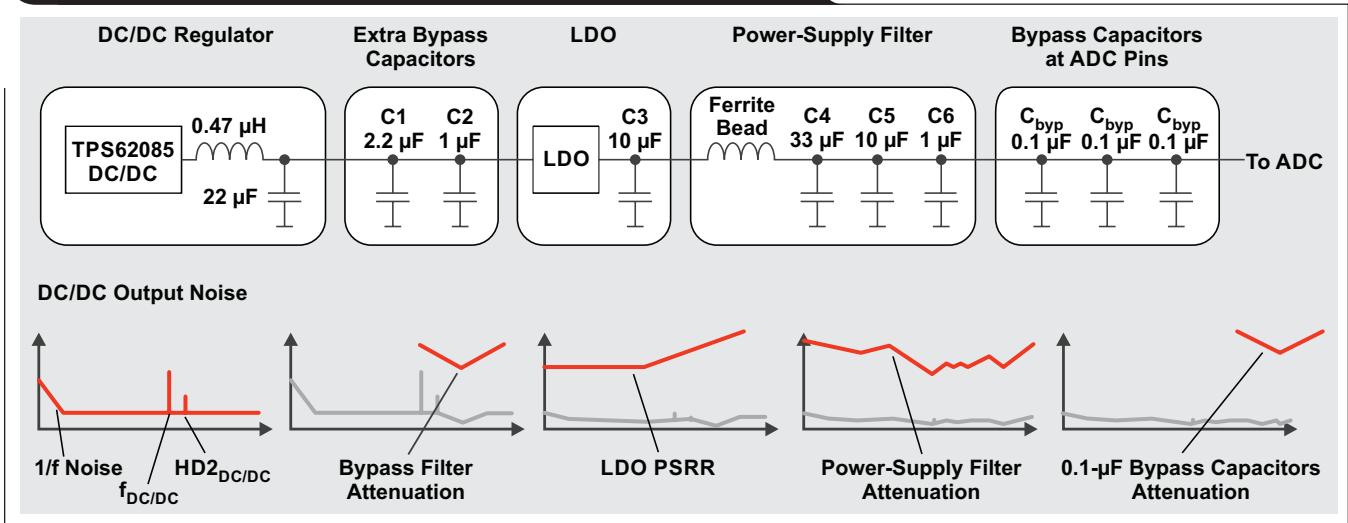 DC/DC Regulator
Extra Bypass
Capacitors
LDO
Power-Supply Filter
Bypass Capacitors
at ADC Pins
TPS62085
DC/DC
0.47 µH
22 µF
C1
2.2 µF
C2
1 µF
LDO
C3
10 µF
Ferrite
Bead
C4
33 µF
C5
10 µF
C6
1 µF
Cbyp
0.1 µF
Cbyp
0.1 µF
Cbyp
0.1 µF
To ADC
DC/DC Output Noise
1/f Noise
fDC/DC
HD2DC/DC
Bypass Filter
Attenuation
LDO PSRR
Power-Supply Filter
Attenuation
0.1-µF Bypass Capacitors
Attenuation